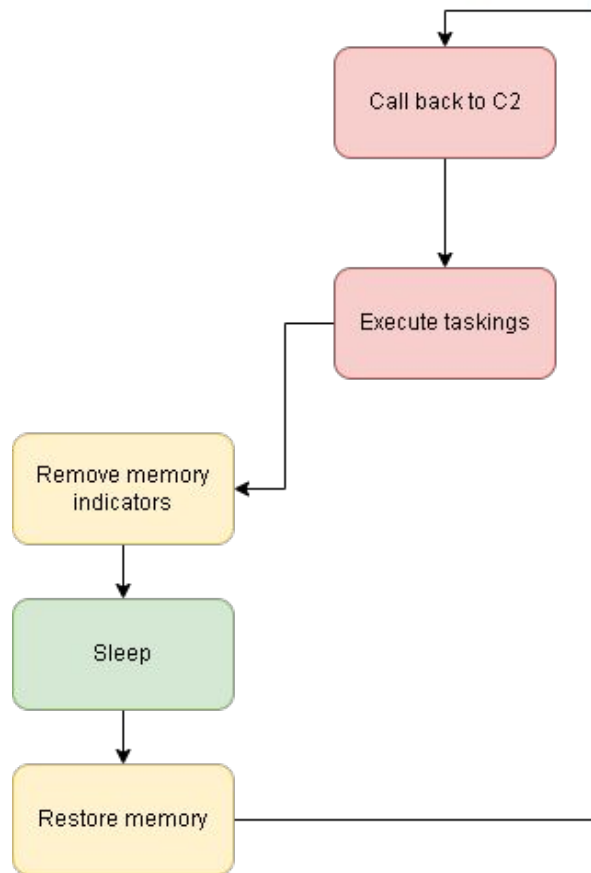 Call back to C2
Execute taskings
Remove memory
indicators
Sleep
Restore memory